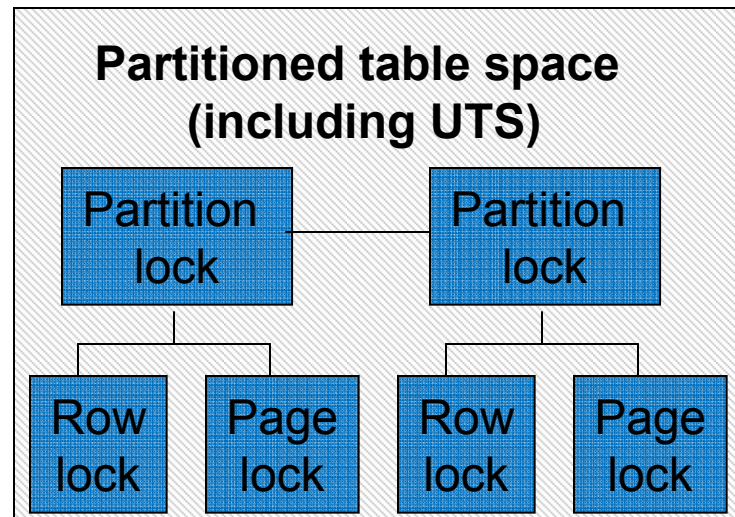 Partitioned table space
(including UTS)
Partition
lock
Partition
lock
Row
lock
Page
lock
Row
lock
Page
lock